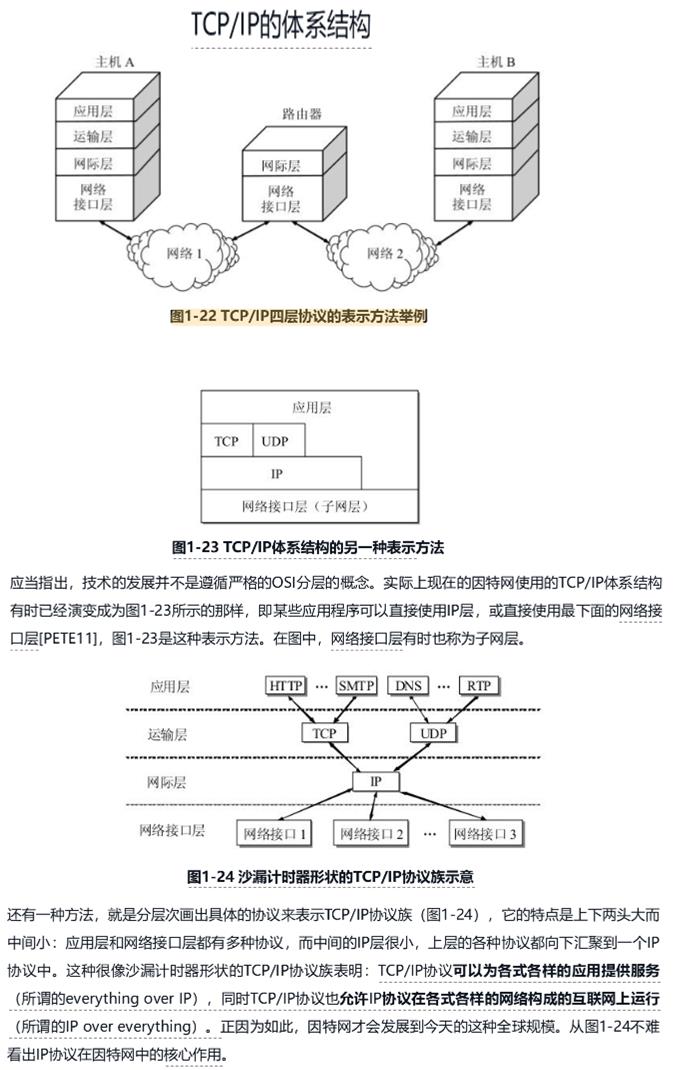 TCP/IP的体系结构
主机 A
主机 B
路由器
应用层
运输层
网际层
网络
接口层
网际层
网络
接口层
应用层
运输层
网际层
网络
接口层
网络 1
网络 2
图1-22 TCP/IP四层协议的表示方法举例
应用层
TCP
UDP
IP
网络接口层（子网层）
图1-23 TCP/IP体系结构的另一种表示方法
应当指出，技术的发展并不是遵循严格的OSI分层的概念。实际上现在的因特网使用的TCP/IP体系结构
有时已经演变成为图1-23所示的那样，即某些应用程序可以直接使用IP层，或直接使用最下面的网络接
口层[PETE11]，图1-23是这种表示方法。在图中，网络接口层有时也称为子网层。
应用层
HTTP
…
SMTP
DNS
…
RTP
运输层
TCP
UDP
网际层
IP
网络接口层
网络接口 1
网络接口 2
…
网络接口 3
图1-24 沙漏计时器形状的TCP/IP协议族示意
还有一种方法，就是分层次画出具体的协议来表示TCP/IP协议族（图1-24），它的特点是上下两头大而
中间小：应用层和网络接口层都有多种协议，而中间的IP层很小，上层的各种协议都向下汇聚到一个IP
协议中。这种很像沙漏计时器形状的TCP/IP协议族表明：TCP/IP协议可以为各式各样的应用提供服务
（所谓的everything over IP），同时TCP/IP协议也允许IP协议在各式各样的网络构成的互联网上运行
（所谓的IP over everything）。正因为如此，因特网才会发展到今天的这种全球规模。从图1-24不难
看出IP协议在因特网中的核心作用。